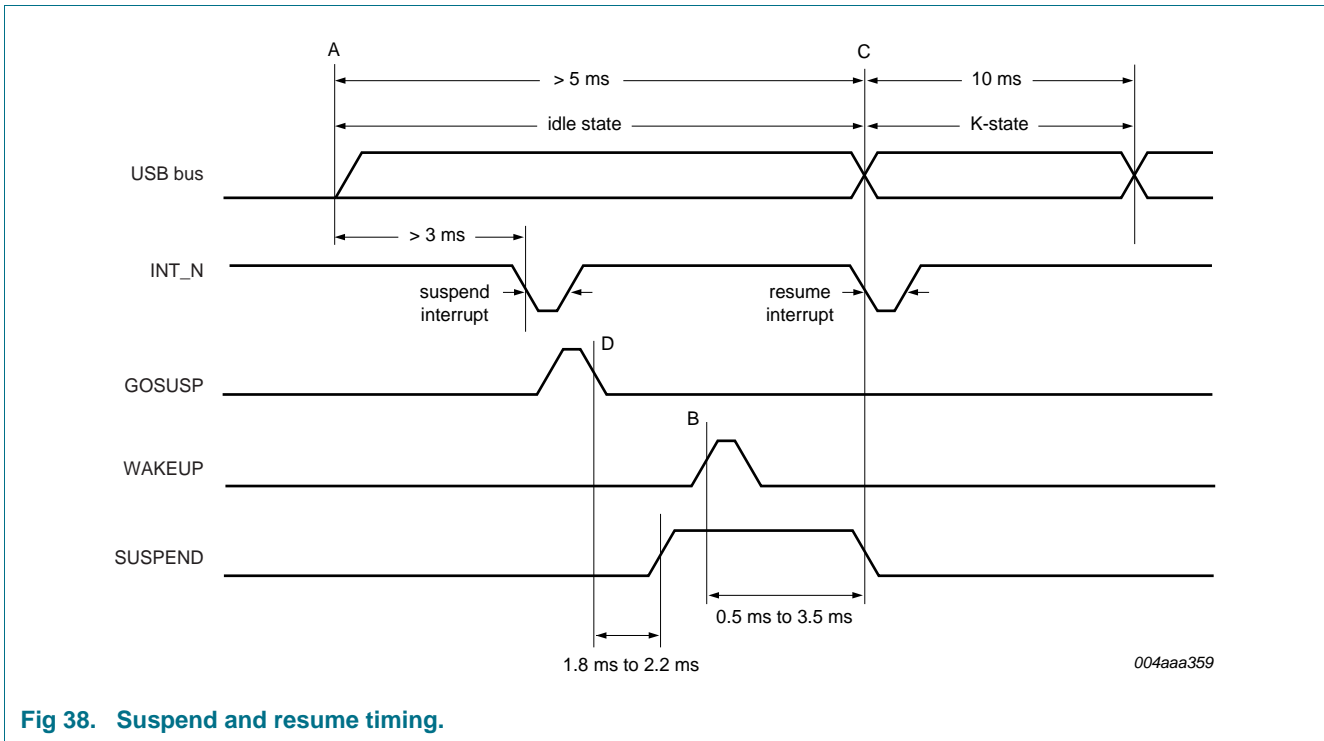 A
C
> 5 ms
10 ms
idle state
K-state
USB bus
> 3 ms
INT_N
suspend
interrupt
resume
interrupt
D
GOSUSP
B
WAKEUP
SUSPEND
0.5 ms to 3.5 ms
1.8 ms to 2.2 ms
004aaa359
Fig 38. Suspend and resume timing.